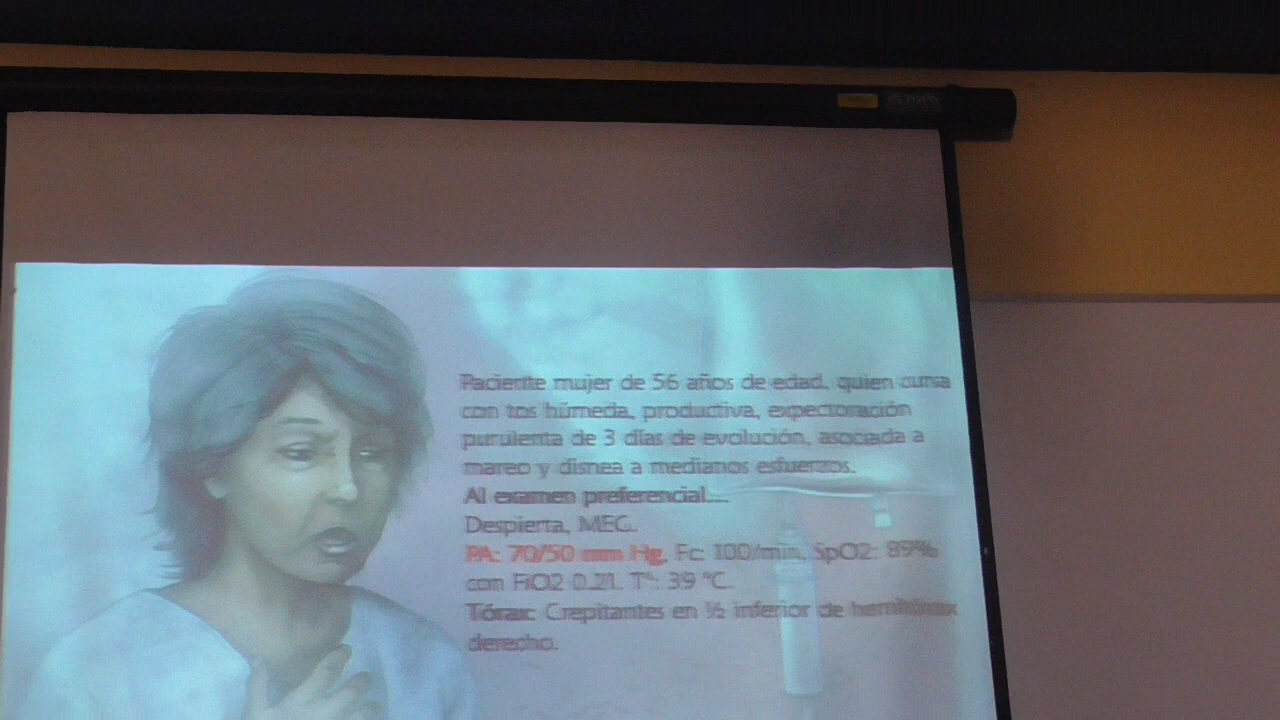 Paciente mujer de 56 años de edad, quien cursa
con tos húmeda, productiva, expectoración
purulenta de 3 días de evolución, asociada a
mareo y disnea a medianos esfuerzos.
Al examen preferencial....
Despierta, MEG.
PA: 70/50 mm Hg, Fc: 100/min, SpO2: 89%
con FiO2 0.21. T°: 39 °C.
Tórax: Crepitantes en ½ inferior de hemitórax
derecho.